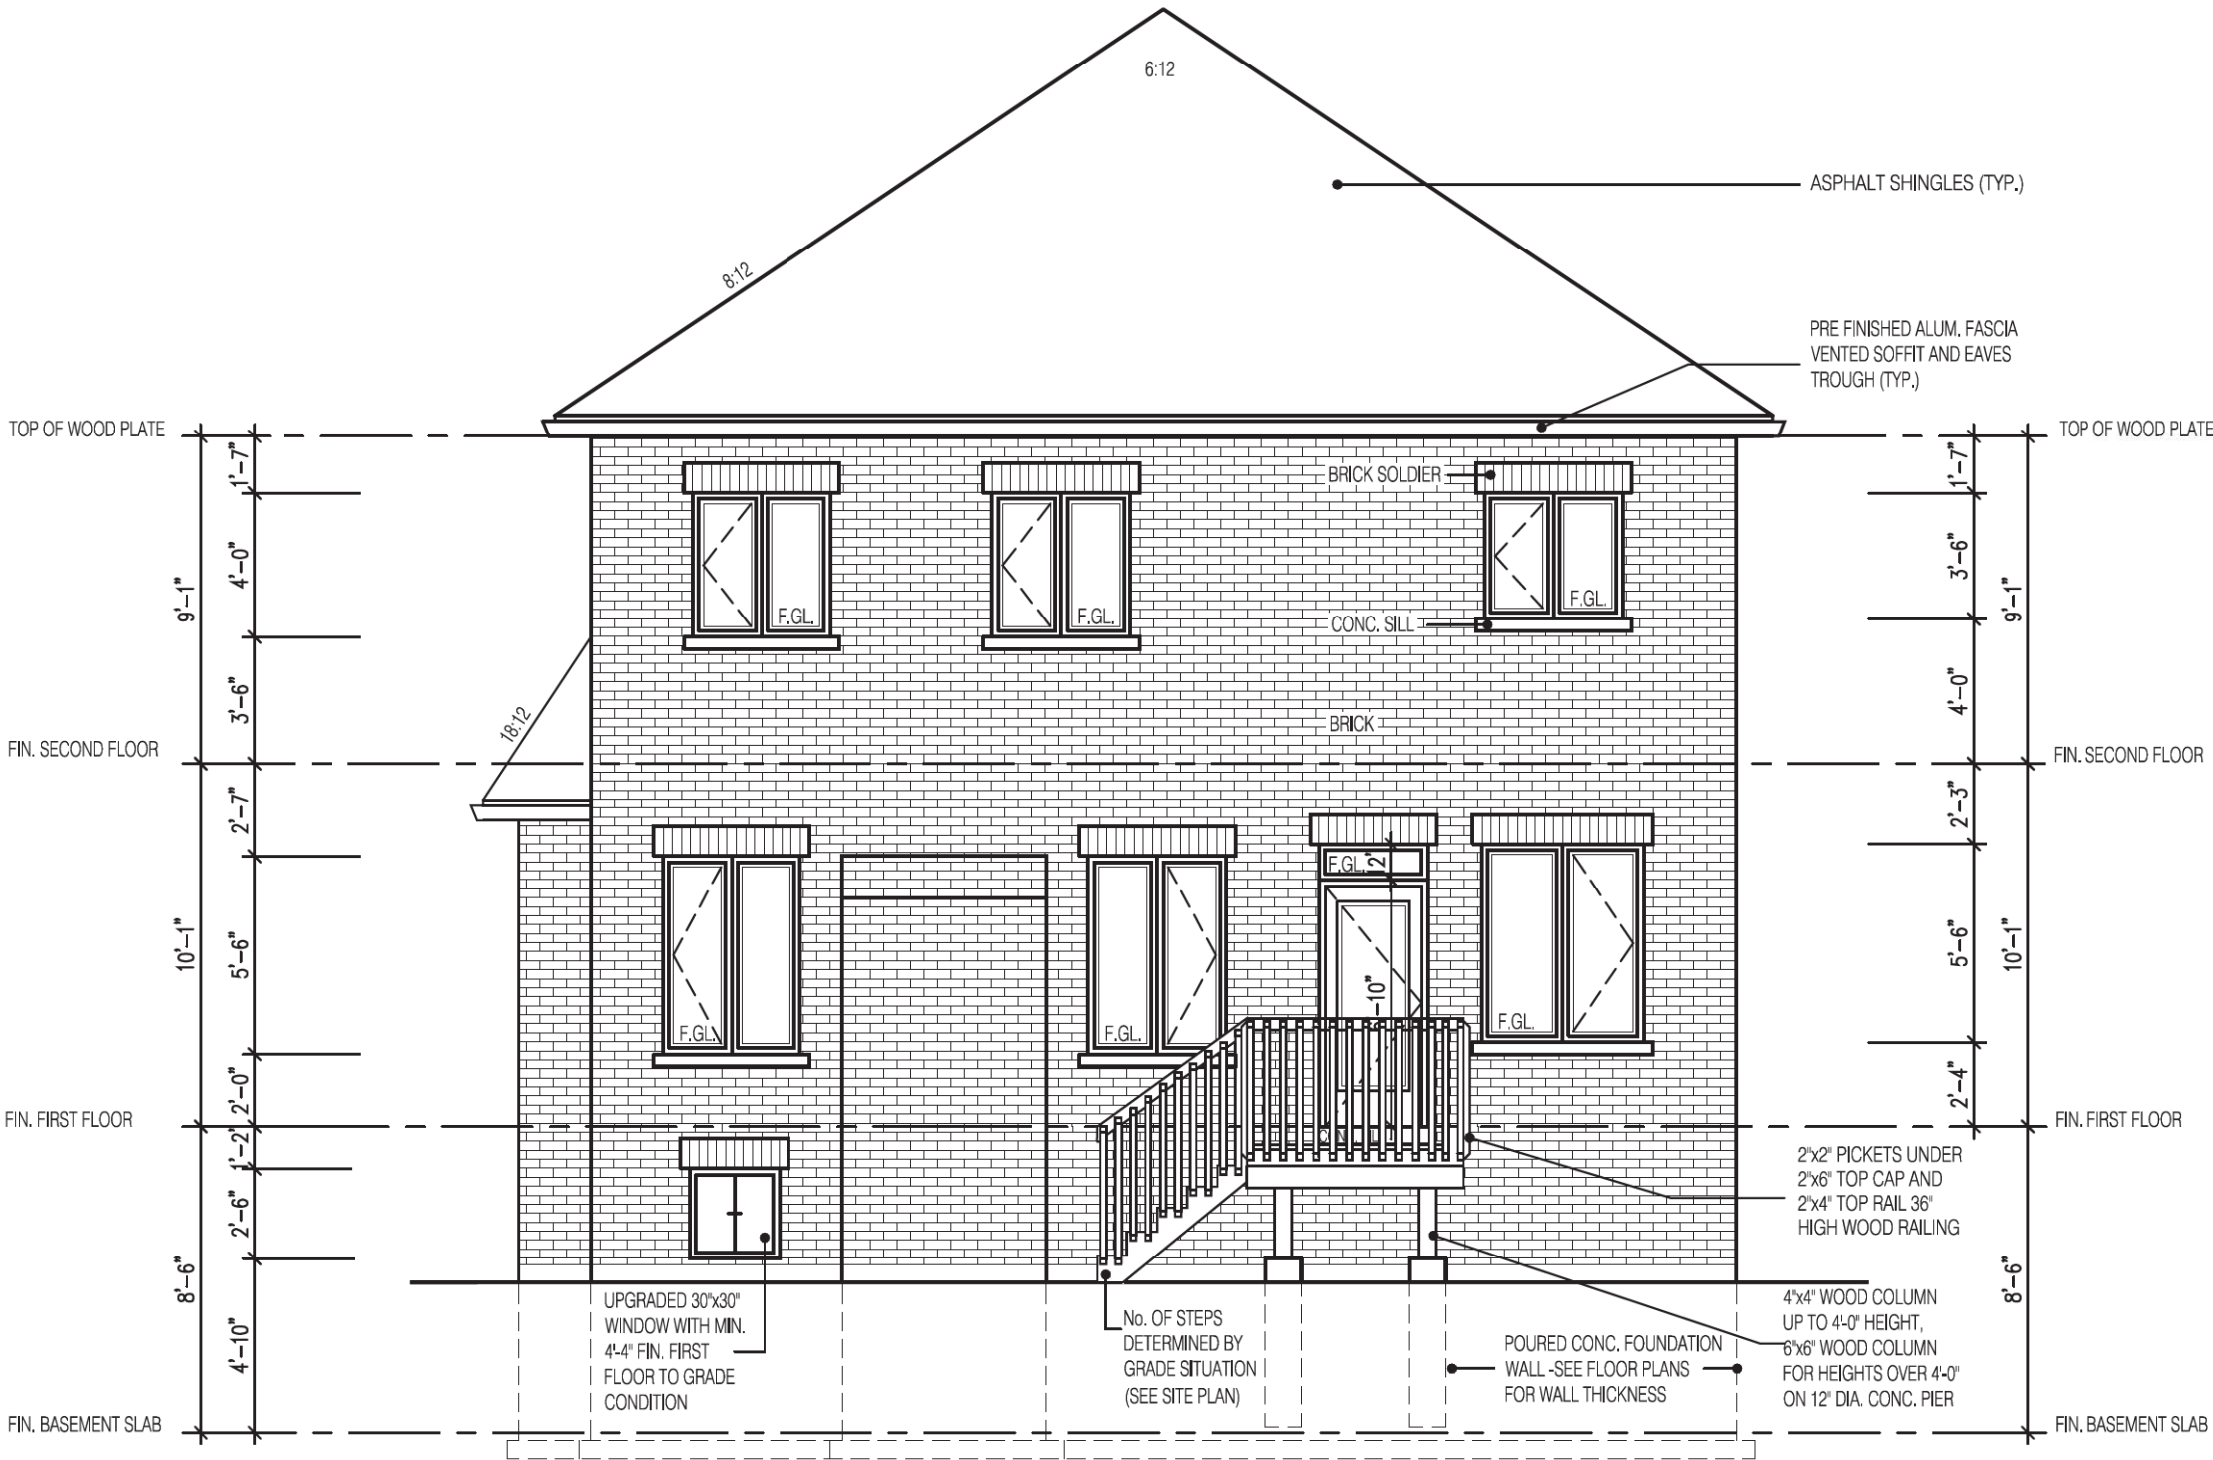 6:12
ASPHALT SHINGLES (TYP.)
8:12
PRE FINISHED ALUM. FASCIA
VENTED SOFFIT AND EAVES
TROUGH (TYP.)
TOP OF WOOD PLATE
TOP OF WOOD PLATE
1'-7"
4'-0"
3'-6"
9'-1"
BRICK SOLDIER
F.GL.
F.GL.
F.GL.
CONC. SILL
1'-7"
3'-6"
4'-0"
9'-1"
18:12
BRICK
FIN. SECOND FLOOR
FIN. SECOND FLOOR
2'-7"
5'-6"
2'-0"
10'-1"
F.GL.
F.GL.
F.GL.
2'
-10"
F.GL.
2'-3"
5'-6"
2'-4"
10'-1"
FIN. FIRST FLOOR
FIN. FIRST FLOOR
1'-2"
2'-6"
4'-10"
8'-6"
8'-6"
2"x2" PICKETS UNDER
2"x6" TOP CAP AND
2"x4" TOP RAIL 36"
HIGH WOOD RAILING
UPGRADED 30"x30"
WINDOW WITH MIN.
4'-4" FIN. FIRST
FLOOR TO GRADE
CONDITION
No. OF STEPS
DETERMINED BY
GRADE SITUATION
(SEE SITE PLAN)
POURED CONC. FOUNDATION
WALL -SEE FLOOR PLANS
FOR WALL THICKNESS
4"x4" WOOD COLUMN
UP TO 4'-0" HEIGHT,
6"x6" WOOD COLUMN
FOR HEIGHTS OVER 4'-0"
ON 12" DIA. CONC. PIER
FIN. BASEMENT SLAB
FIN. BASEMENT SLAB